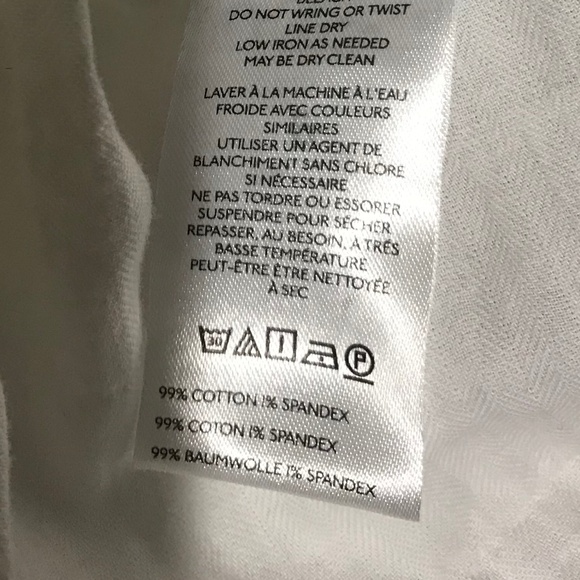 DO NOT WRING OR TWIST
LINE DRY
LOW IRON AS NEEDED
MAY BE DRY CLEAN
LAVER À LA MACHINE À L'EAU
FROIDE AVEC COULEURS
SIMILAIRES
UTILISER UN AGENT DE
BLANCHIMENT SANS CHLORE
SI NÉCESSAIRE
NE PAS TORDRE OU ESSORER
SUSPENDRE POUR SÉCHER
REPASSER, AU BESOIN, À TRÈS
BASSE TEMPÉRATURE
PEUT-ÊTRE ÊTRE NETTOYÉE
À SEC
30 P
99% COTTON 1% SPANDEX
99% COTON 1% SPANDEX
99% BAUMWOLLE 1% SPANDEX